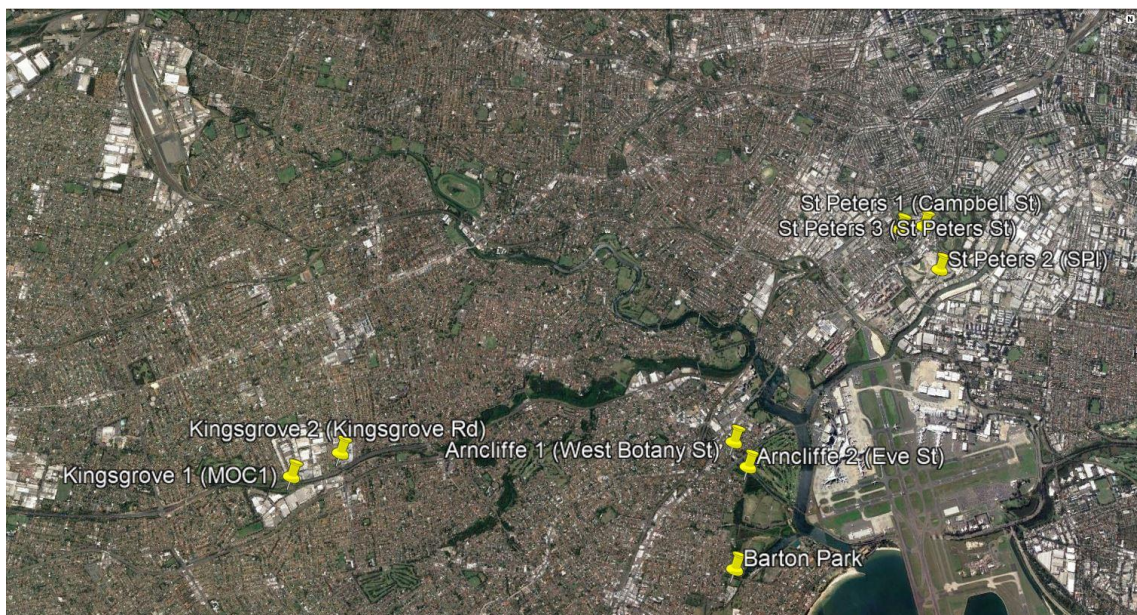 N
St Peters 1 (Campbell St)
St Peters 3 (St Peters St)
St Peters 2 (SPI)
Kingsgrove 2 (Kingsgrove Rd)
Arncliffe 1 (West Botany St)
Arncliffe 2 (Eve St)
Kingsgrove 1 (MOC1)
Barton Park